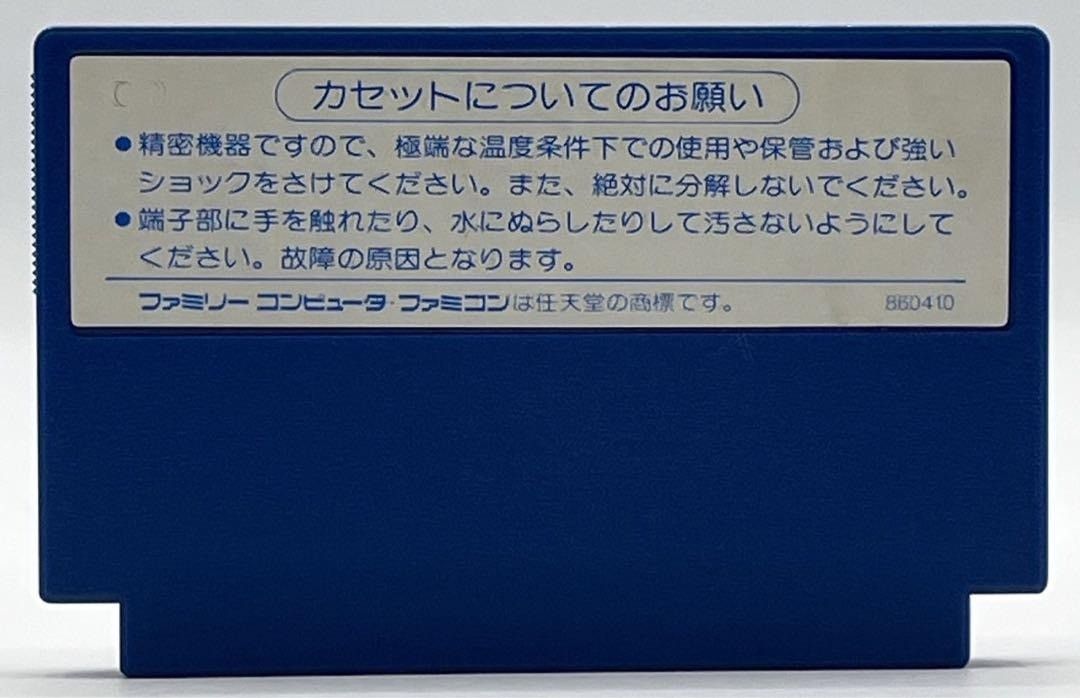 カセットについてのお願い
●精密機器ですので、極端な温度条件下での使用や保管および強い
ショックをさけてください。また、絶対に分解しないでください。
●端子部に手を触れたり、水にぬらしたりして汚さないようにして
ください。故障の原因となります。
ファミリーコンピュータ・ファミコンは任天堂の商標です。 860410